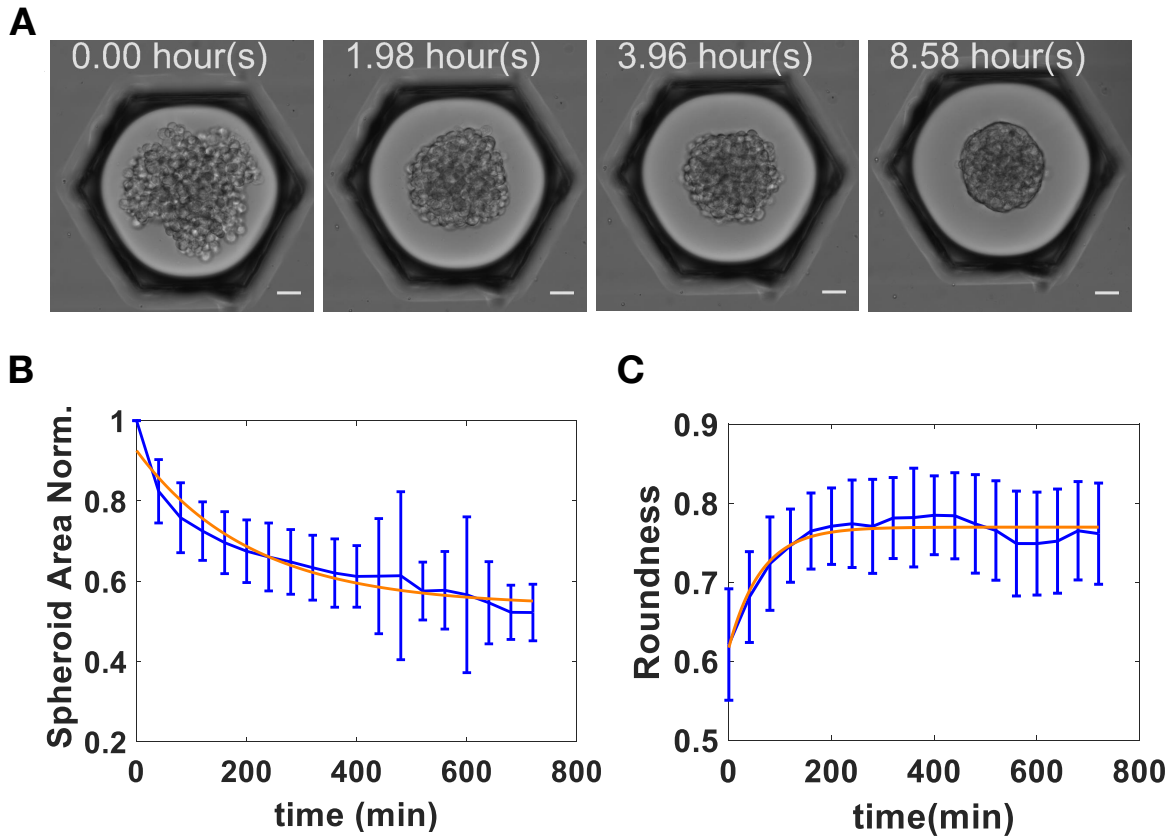 A
0.00 hour(s)
1.98 hour(s)
3.96 hour(s)
8.58 hour(s)
B
C
Spheroid Area Norm.
1
0.8
0.6
0.4
0.2
0 200 400 600 800
time (min)
Roundness
0.9
0.8
0.7
0.6
0.5
0 200 400 600 800
time(min)